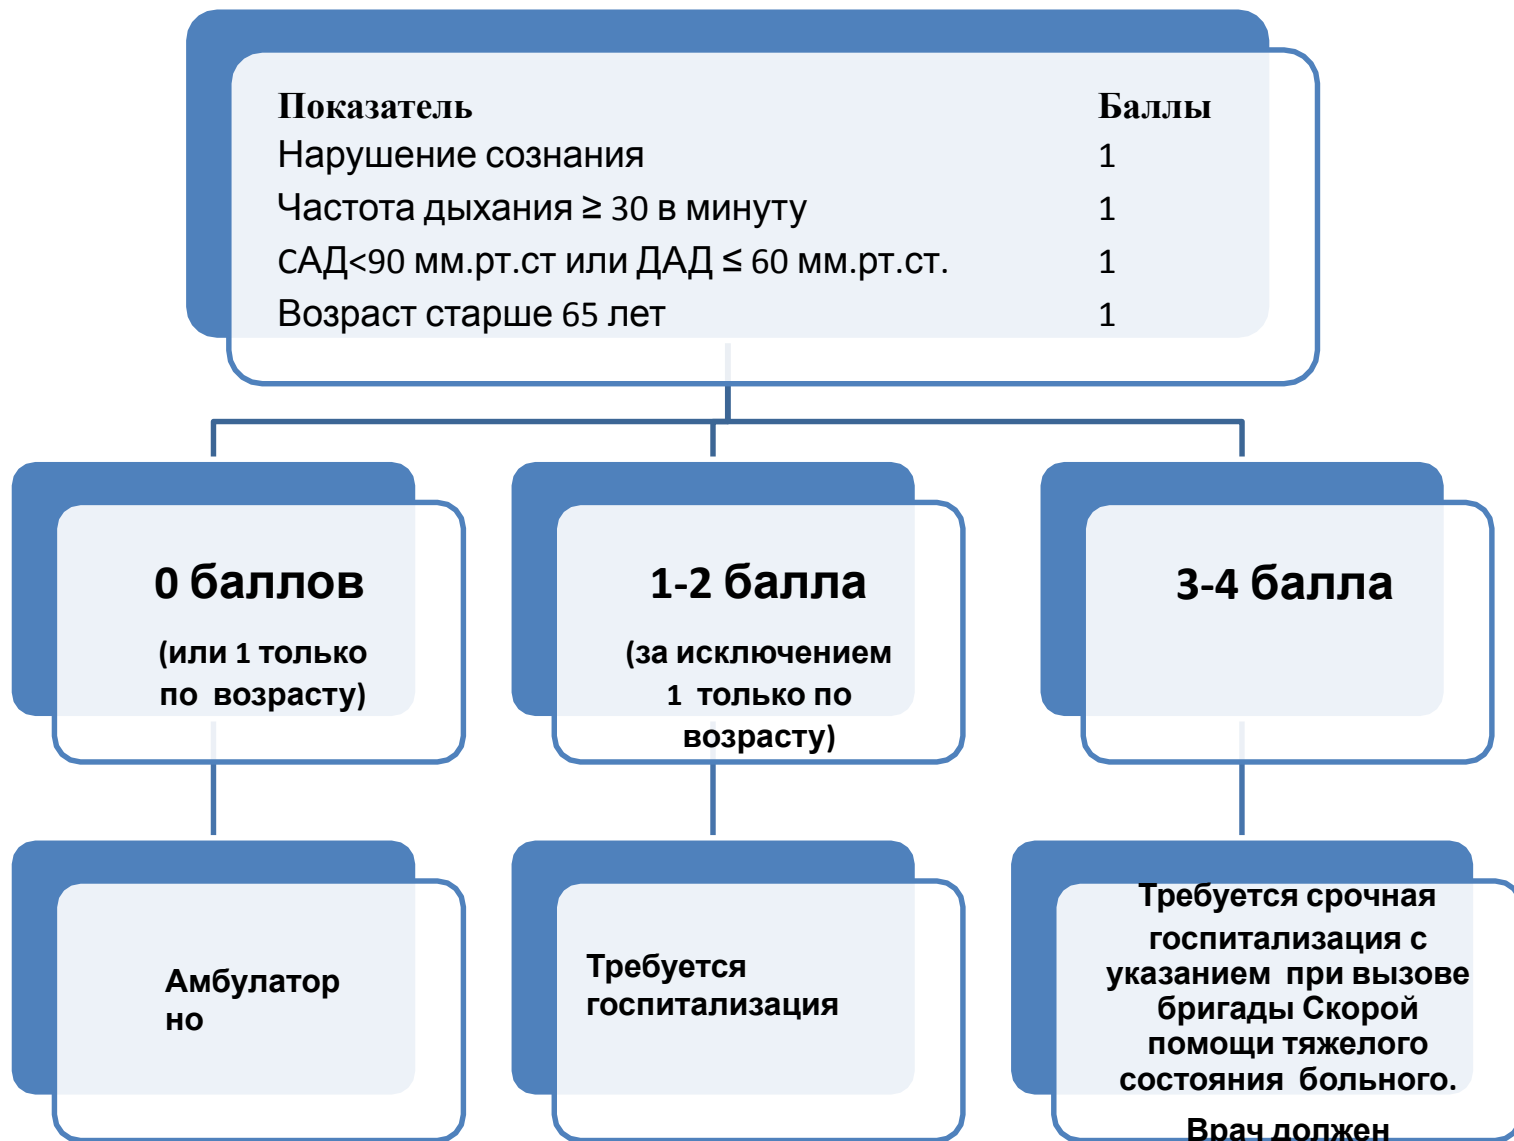 Показатель Баллы
Нарушение сознания 1
Частота дыхания ≥ 30 в минуту 1
САД<90 мм.рт.ст или ДАД ≤ 60 мм.рт.ст. 1
Возраст старше 65 лет 1
0 баллов
(или 1 только
по возрасту)
1-2 балла
(за исключением
1 только по
возрасту)
3-4 балла
Амбулатор
но
Требуется
госпитализация
Требуется срочная
госпитализация с
указанием при вызове
бригады Скорой
помощи тяжелого
состояния больного.
Врач должен